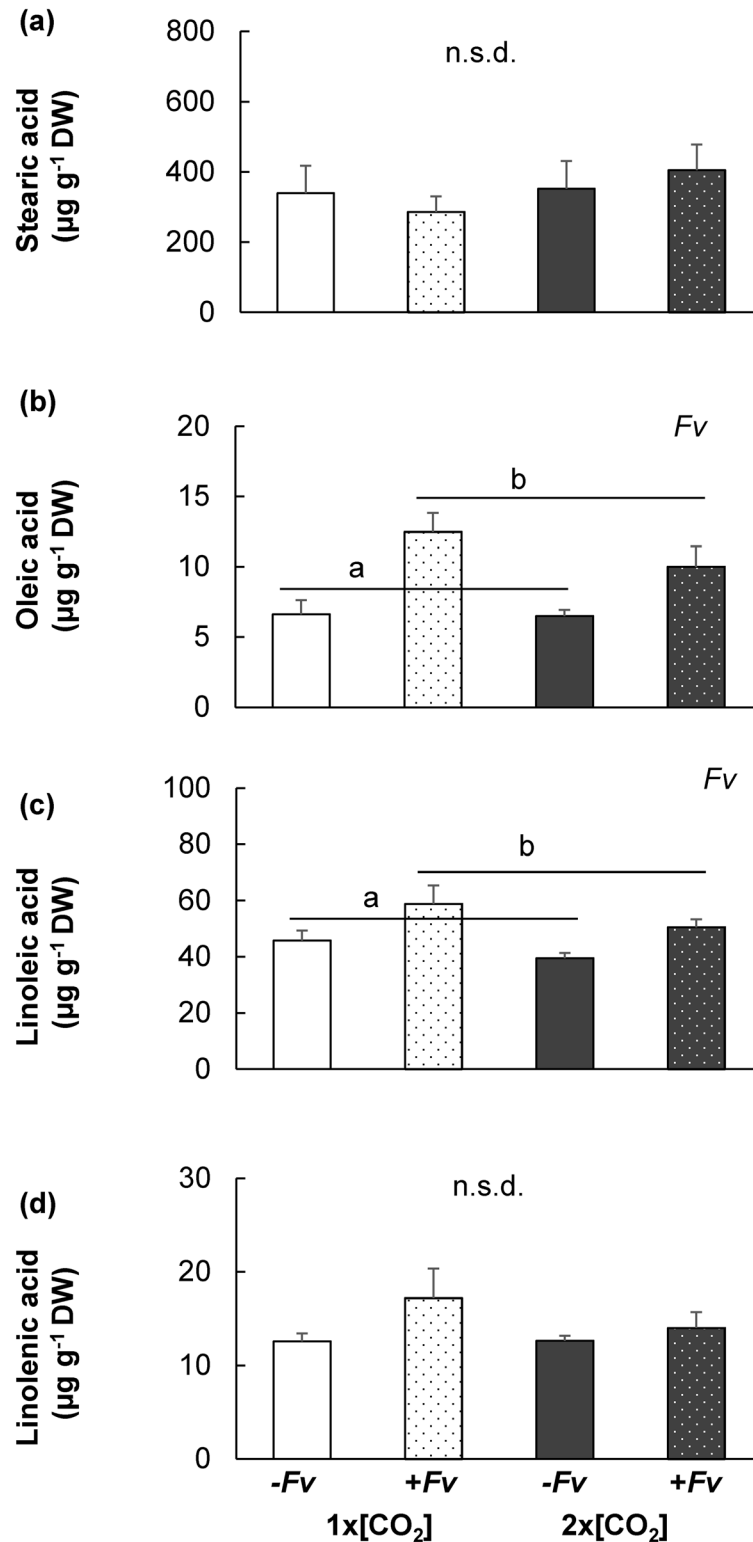 (a)
Stearic acid
(µg g⁻¹ DW)
800
600
400
200
0
n.s.d.
(b)
Oleic acid
(µg g⁻¹ DW)
20
15
10
5
0
Fv
a
b
(c)
Linoleic acid
(µg g⁻¹ DW)
100
80
60
40
20
0
Fv
a
b
(d)
Linolenic acid
(µg g⁻¹ DW)
30
20
10
0
n.s.d.
-Fv +Fv -Fv +Fv
1x[CO₂] 2x[CO₂]